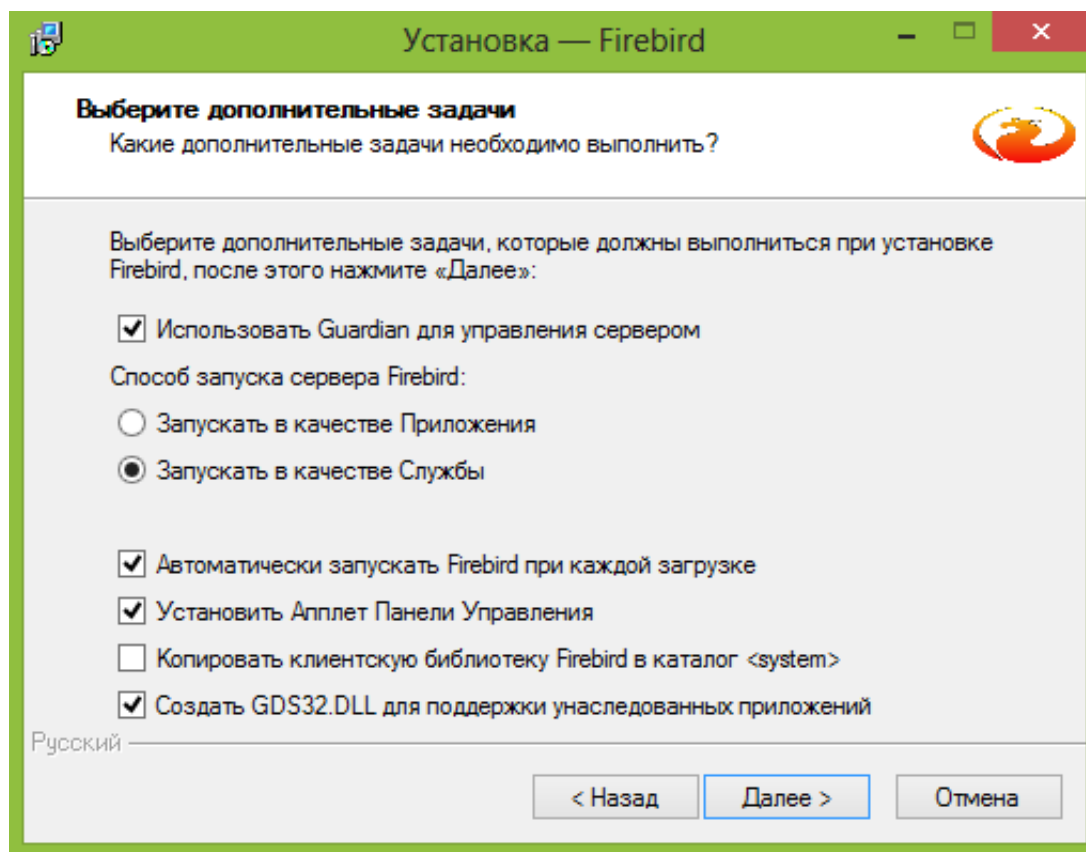 Установка — Firebird
Выберите дополнительные задачи
Какие дополнительные задачи необходимо выполнить?
Выберите дополнительные задачи, которые должны выполниться при установке
Firebird, после этого нажмите «Далее»:
Использовать Guardian для управления сервером
Способ запуска сервера Firebird:
Запускать в качестве Приложения
Запускать в качестве Службы
Автоматически запускать Firebird при каждой загрузке
Установить Апплет Панели Управления
Копировать клиентскую библиотеку Firebird в каталог <system>
Создать GDS32.DLL для поддержки унаследованных приложений
Русский
< Назад
Далее >
Отмена